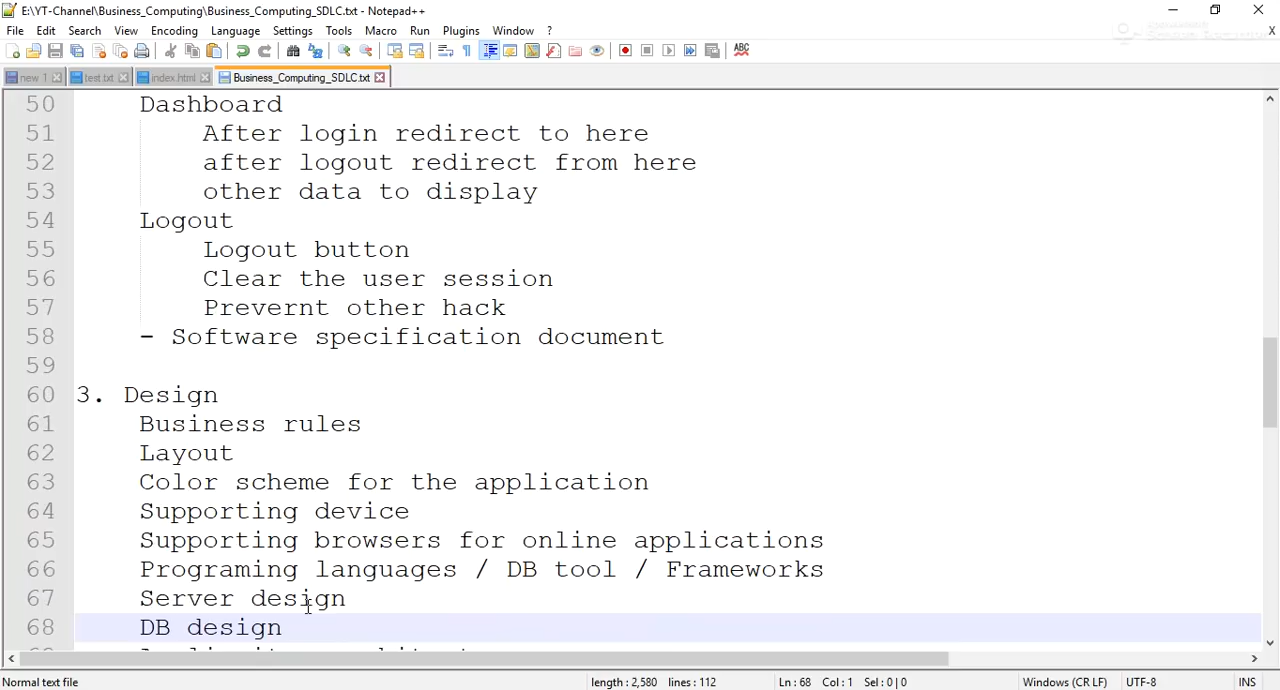 E:\YT-Channel\Business_Computing\Business_Computing_SDLC.txt - Notepad++
File Edit Search View Encoding Language Settings Tools Macro Run Plugins Window ?
new 1 test.txt index.html Business_Computing_SDLC.txt
50 Dashboard
51 After login redirect to here
52 after logout redirect from here
53 other data to display
54 Logout
55 Logout button
56 Clear the user session
57 Prevernt other hack
58 - Software specification document
59
60 3. Design
61 Business rules
62 Layout
63 Color scheme for the application
64 Supporting device
65 Supporting browsers for online applications
66 Programing languages / DB tool / Frameworks
67 Server design
68 DB design
Normal text file length : 2,580 lines : 112 Ln : 68 Col : 1 Sel : 0 | 0 Windows (CR LF) UTF-8 INS